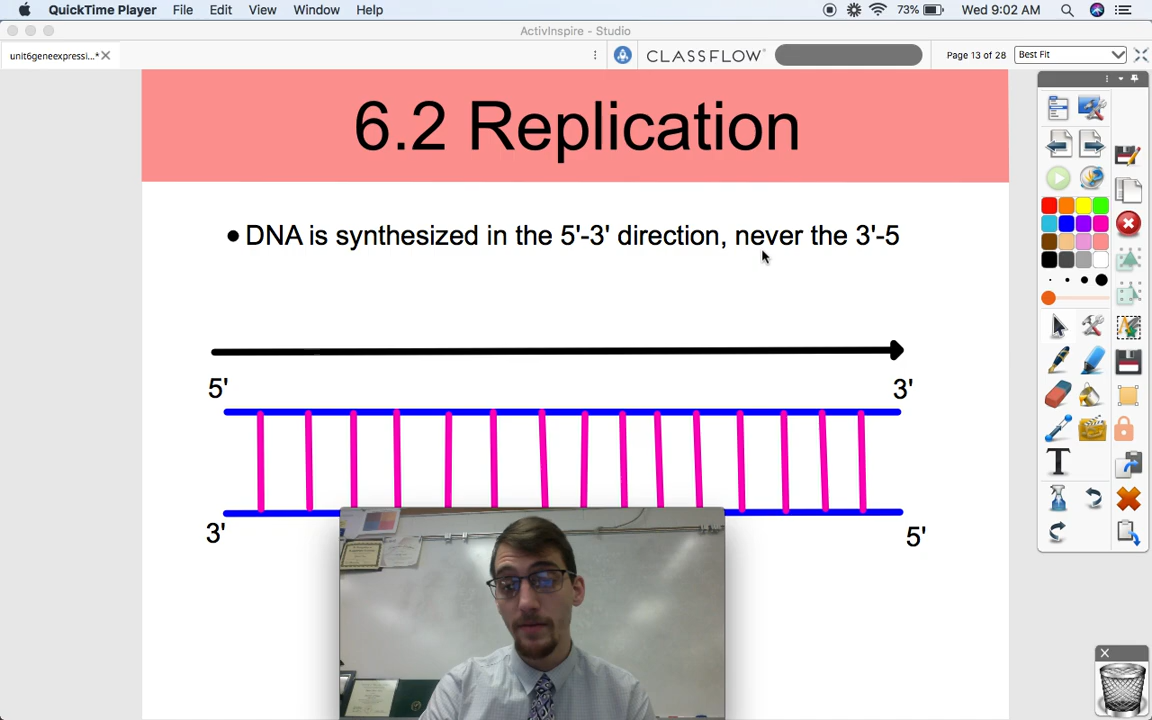 QuickTime Player File Edit View Window Help 73% Wed 9:02 AM
ActivInspire - Studio
unit6geneexpressi...* CLASSFLOW Page 13 of 28 Best Fit
6.2 Replication
• DNA is synthesized in the 5'-3' direction, never the 3'-5
5' 3'
3' 5'
T